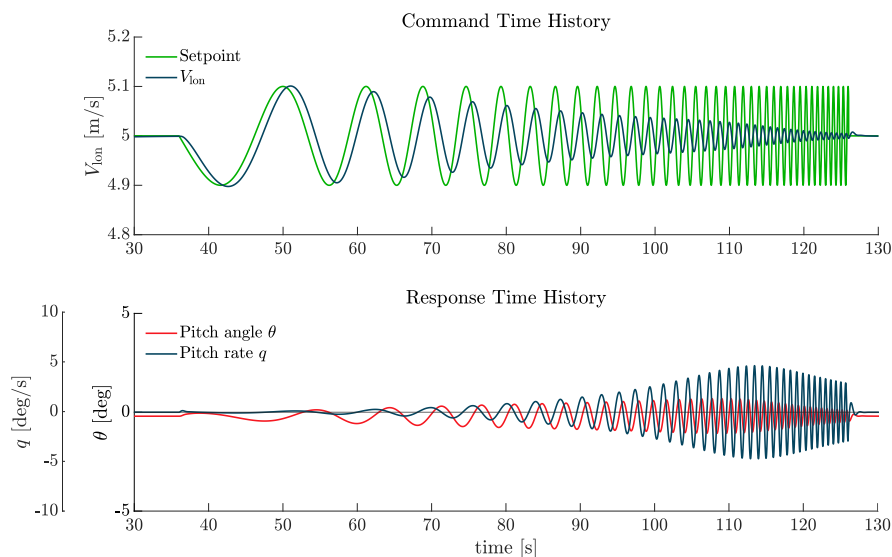 Command Time History
5.2
5.1
5
4.9
4.8
V_lon [m/s]
Setpoint
V_lon
30 40 50 60 70 80 90 100 110 120 130
Response Time History
10
5
0
-5
-10
q [deg/s]
5
0
-5
θ [deg]
Pitch angle θ
Pitch rate q
30 40 50 60 70 80 90 100 110 120 130
time [s]